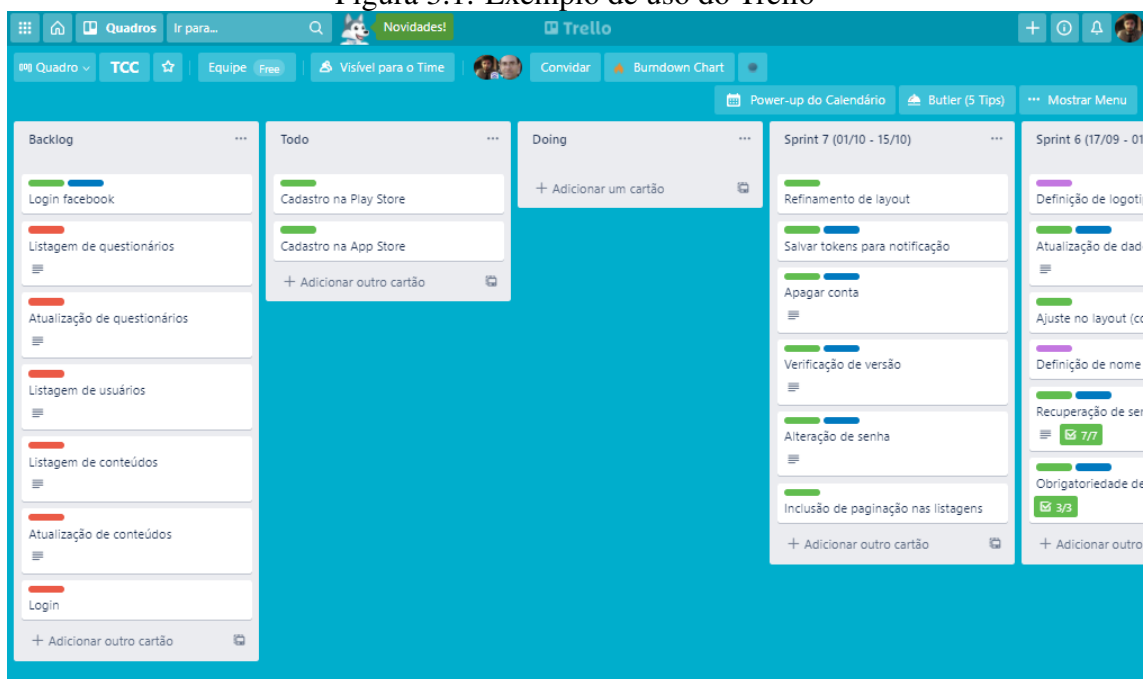 Figura 3.1: Exemplo de uso do Trello
Quadros Ir para... Novidades! Trello
Quadro TCC Equipe Free Visível para o Time Convidar Burndown Chart
Power-up do Calendário Butler (5 Tips) ... Mostrar Menu
Backlog ...
Login facebook
Listagem de questionários
Atualização de questionários
Listagem de usuários
Listagem de conteúdos
Atualização de conteúdos
Login
+ Adicionar outro cartão
Todo ...
Cadastro na Play Store
Cadastro na App Store
+ Adicionar outro cartão
Doing ...
+ Adicionar um cartão
Sprint 7 (01/10 - 15/10) ...
Refinamento de layout
Salvar tokens para notificação
Apagar conta
Verificação de versão
Alteração de senha
Inclusão de paginação nas listagens
+ Adicionar outro cartão
Sprint 6 (17/09 - 01
Definição de logoti
Atualização de dad
Ajuste no layout (co
Definição de nome
Recuperação de ser
7/7
Obrigatoriedade de
3/3
+ Adicionar outro